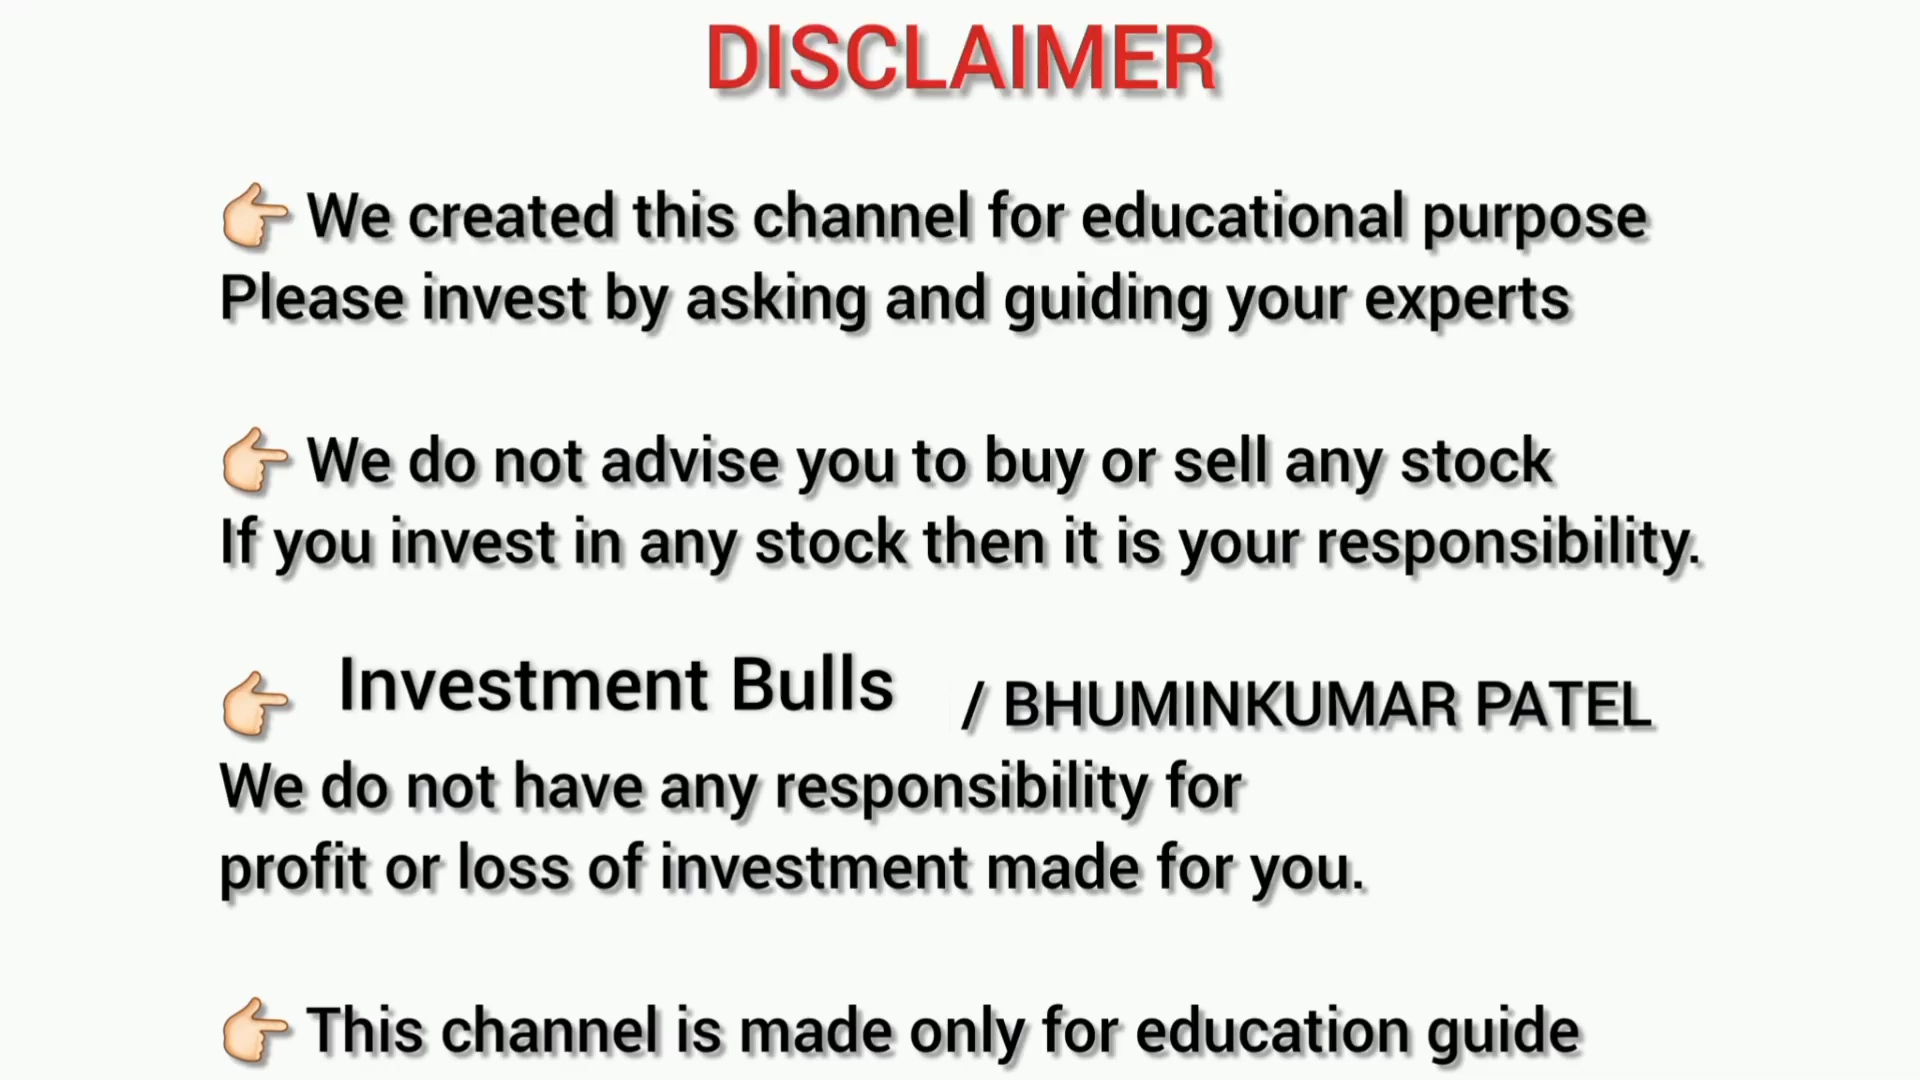 DISCLAIMER
👉🏻 We created this channel for educational purpose
Please invest by asking and guiding your experts
👉🏻 We do not advise you to buy or sell any stock
If you invest in any stock then it is your responsibility.
👉🏻 Investment Bulls / BHUMINKUMAR PATEL
We do not have any responsibility for
profit or loss of investment made for you.
👉🏻 This channel is made only for education guide